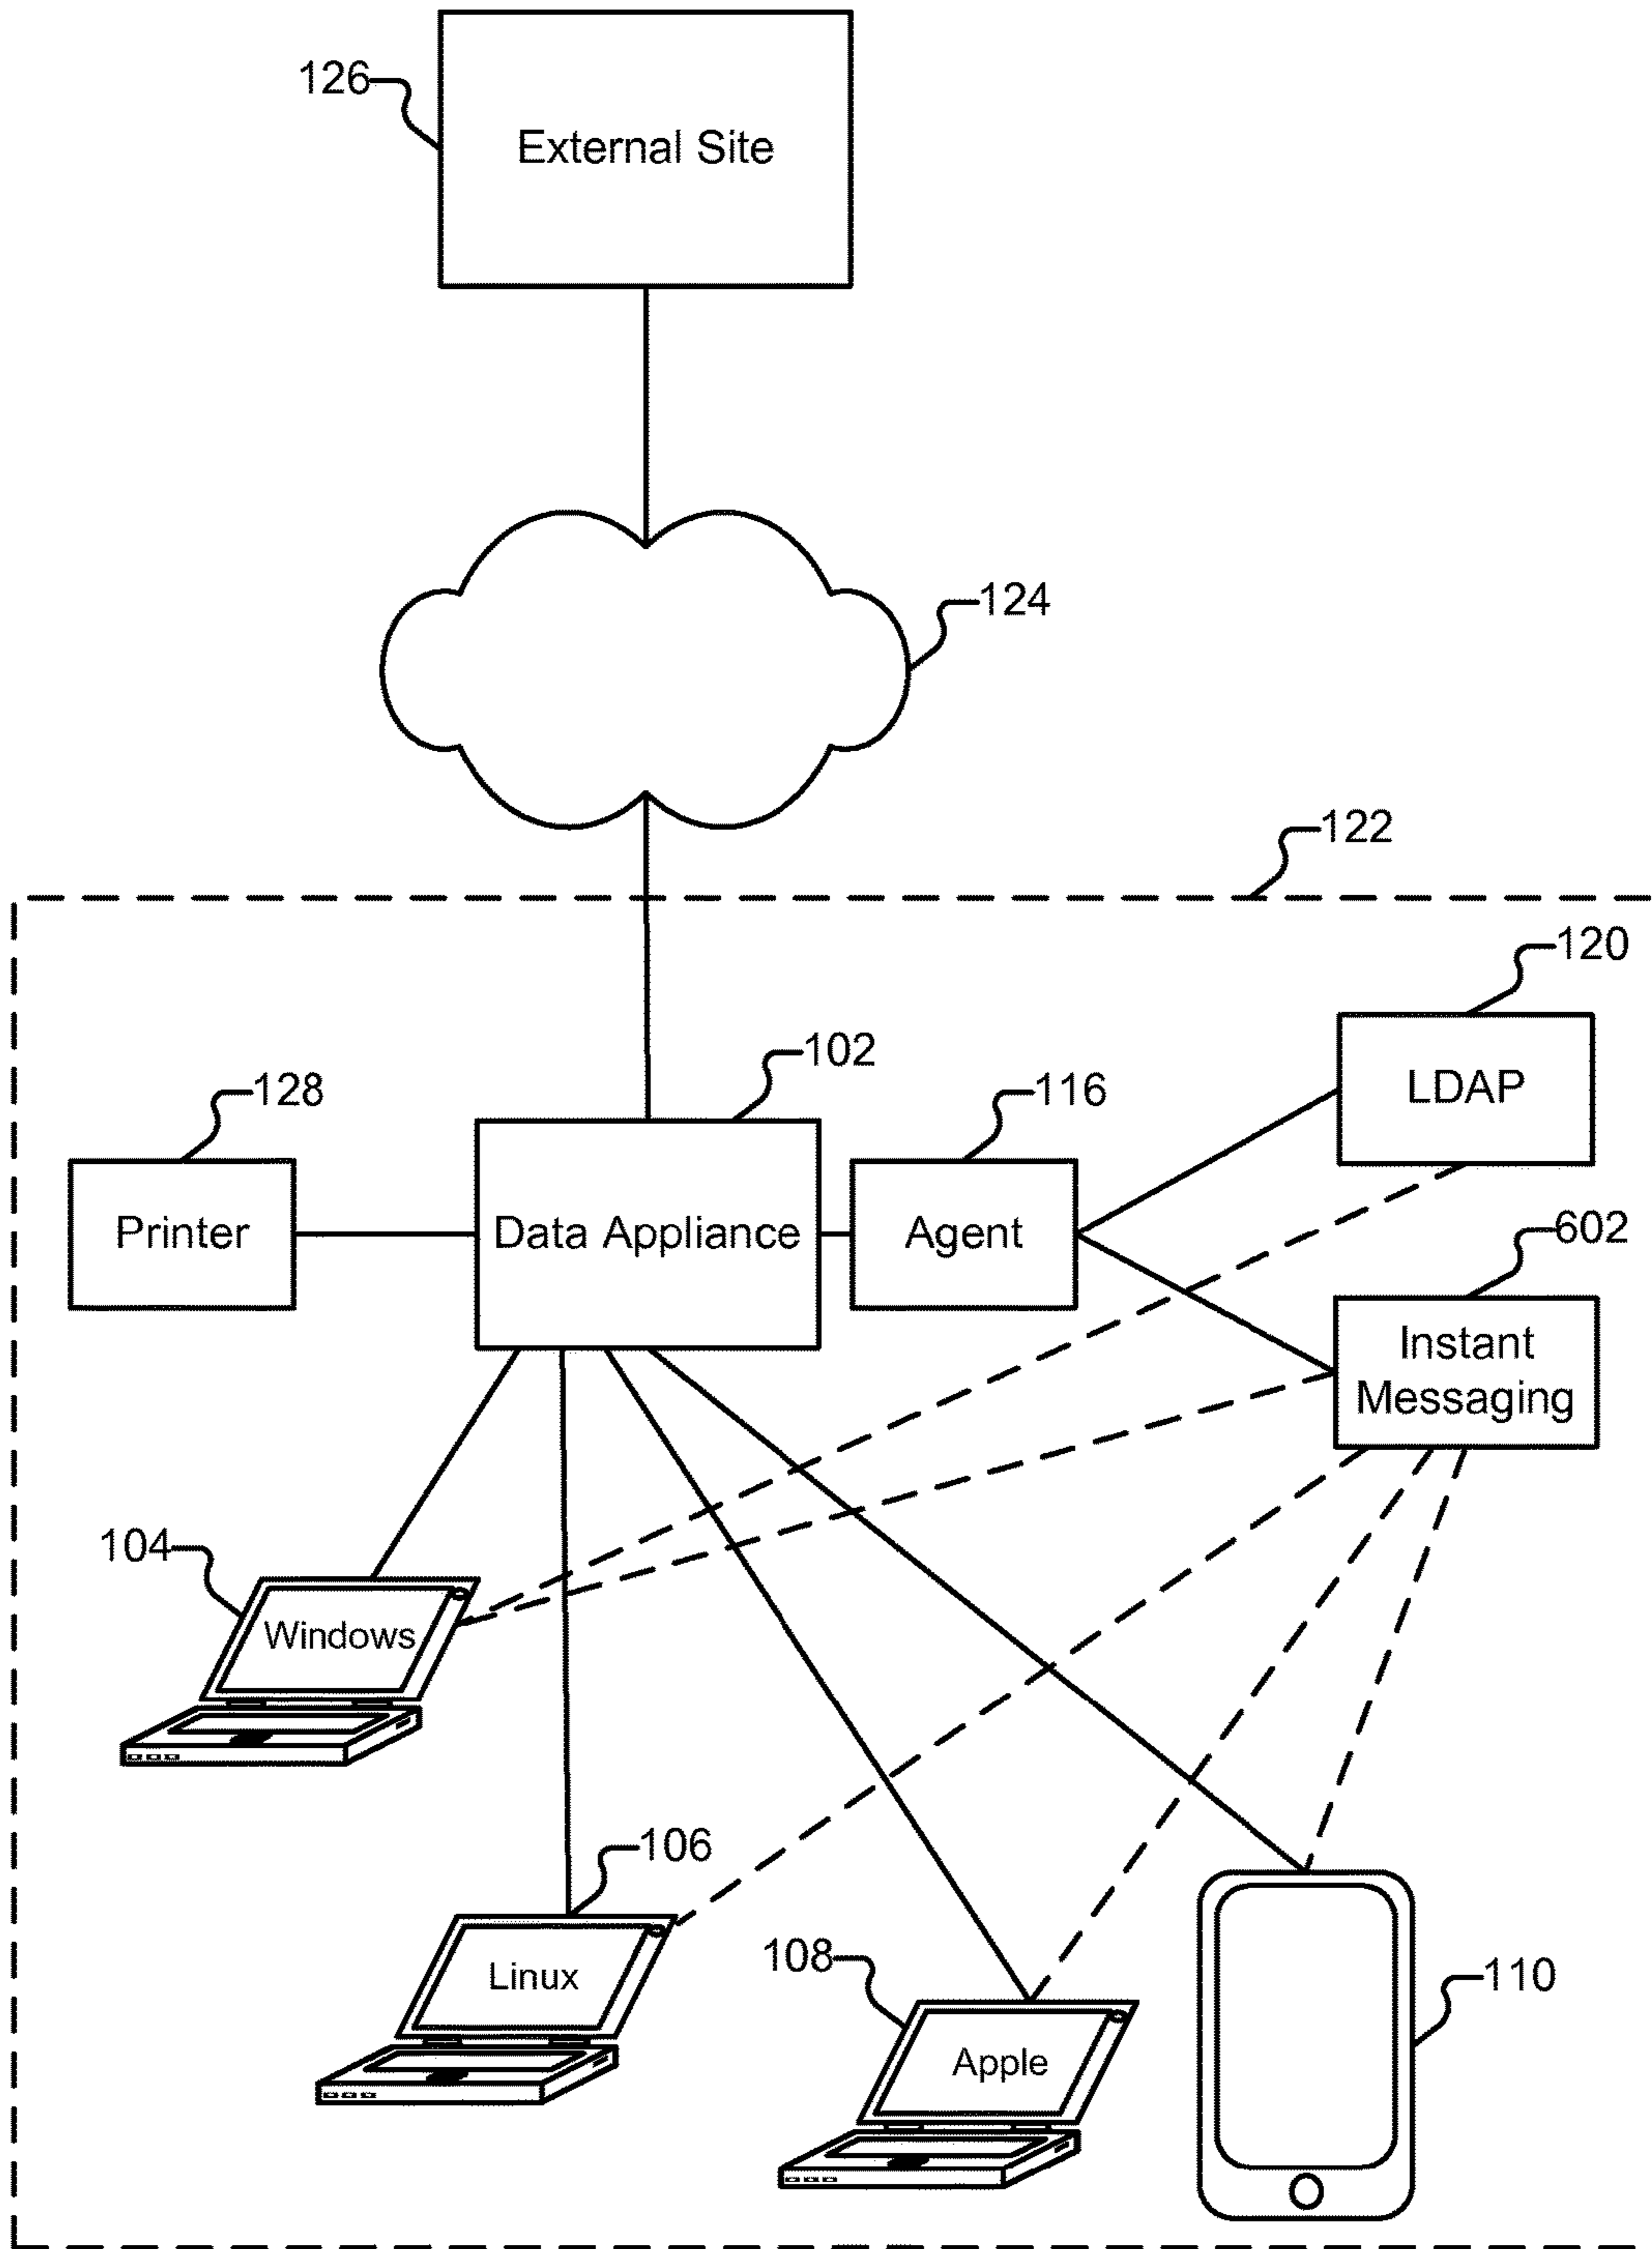 126
External Site
124
122
120
102
LDAP
128
116
602
Printer
Data Appliance
Agent
Instant
Messaging
104
Windows
106
Linux
108
110
Apple